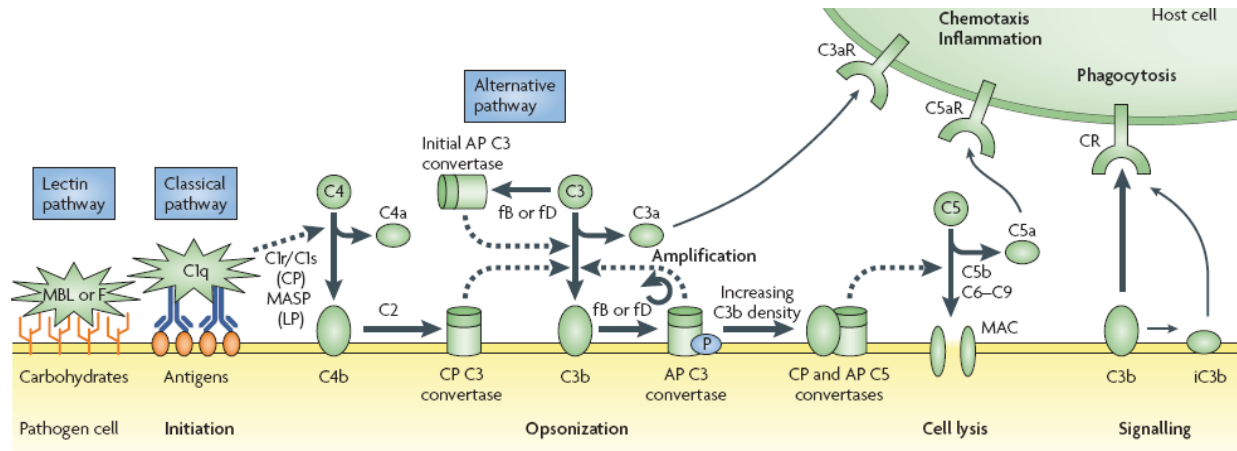 Chemotaxis
Inflammation
Host cell
C3aR
Phagocytosis
C5aR
CR
Alternative
pathway
Initial AP C3
convertase
Lectin
pathway
Classical
pathway
C4
C4a
C3
fB or fD
C3a
C5
C5a
C1q
C1r/C1s
(CP)
MASP
(LP)
MBL or F
Amplification
C5b
C6–C9
C2
fB or fD
Increasing
C3b density
P
MAC
Carbohydrates
Antigens
C4b
CP C3
convertase
C3b
AP C3
convertase
CP and AP C5
convertases
C3b
iC3b
Pathogen cell
Initiation
Opsonization
Cell lysis
Signalling